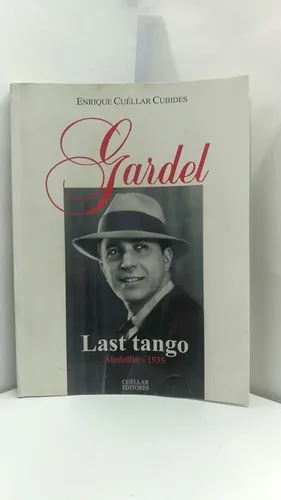 ENRIQUE CUÉLLAR CUBIDES
Gardel
Last tango
Medellín - 1935
CUÉLLAR
EDITORES